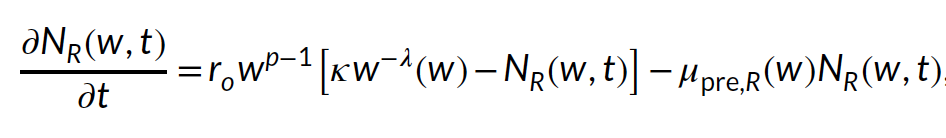 ∂N_R(w,t)/∂t = r_o w^{p−1} [κw^{−λ}(w) − N_R(w,t)] − μ_{pre,R}(w)N_R(w,t),